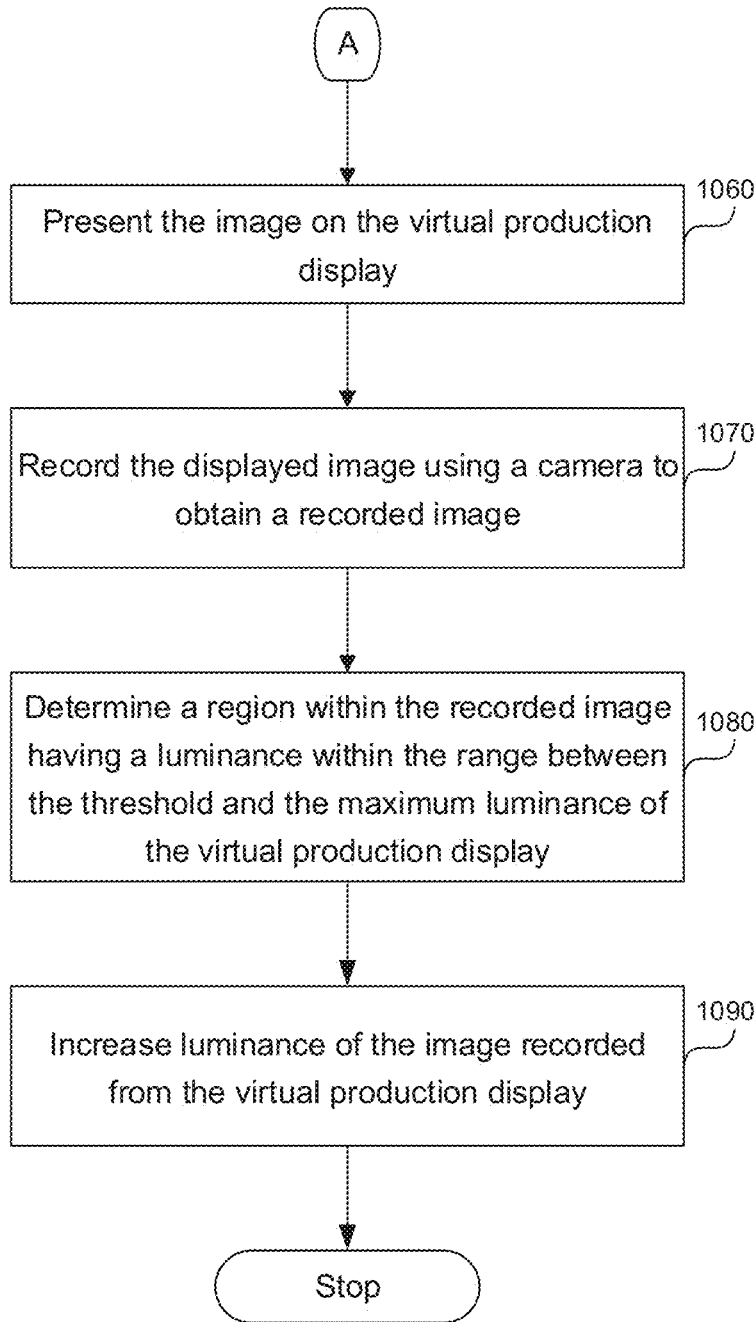 A
1060
Present the image on the virtual production
display
1070
Record the displayed image using a camera to
obtain a recorded image
Determine a region within the recorded image
1080
having a luminance within the range between
the threshold and the maximum luminance of
the virtual production display
1090
Increase luminance of the image recorded
from the virtual production display
Stop